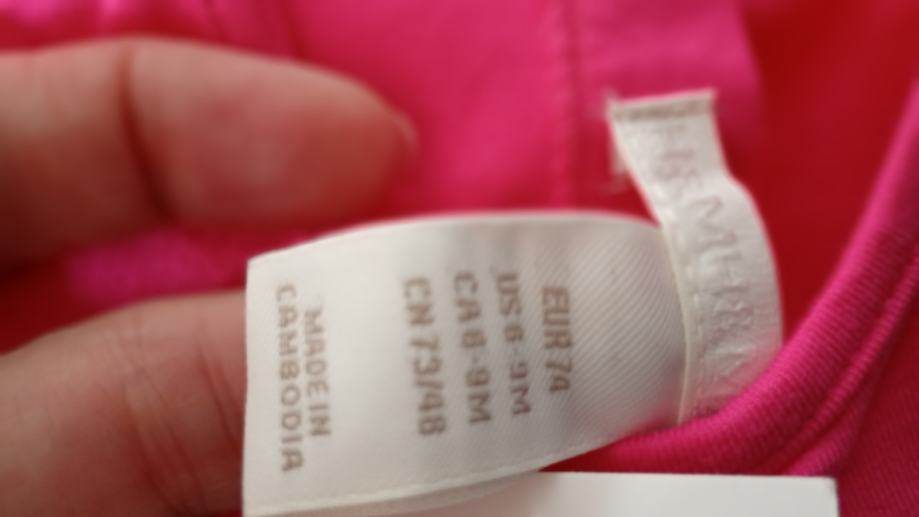 EUR 74
US 6-9M
CA 6-9M
CN 73/48
MADE IN
CAMBODIA
H&M H&M